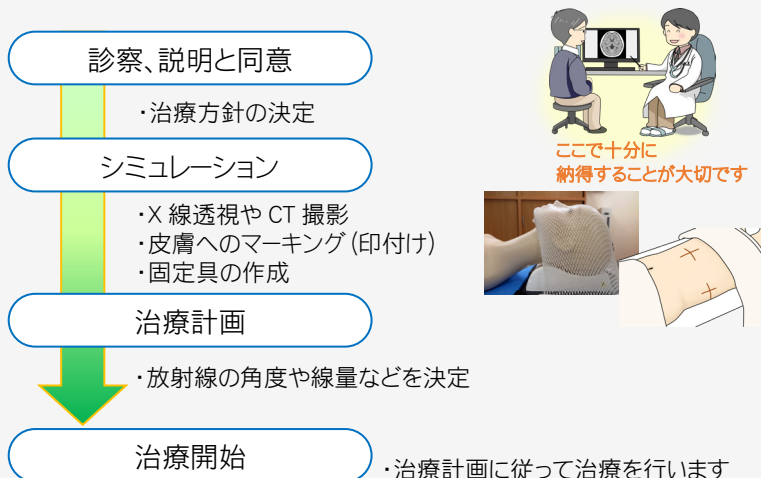 診察、説明と同意
・治療方針の決定
ここで十分に
納得することが大切です
シミュレーション
・X 線透視や CT 撮影
・皮膚へのマーキング (印付け)
・固定具の作成
治療計画
・放射線の角度や線量などを決定
治療開始
・治療計画に従って治療を行います